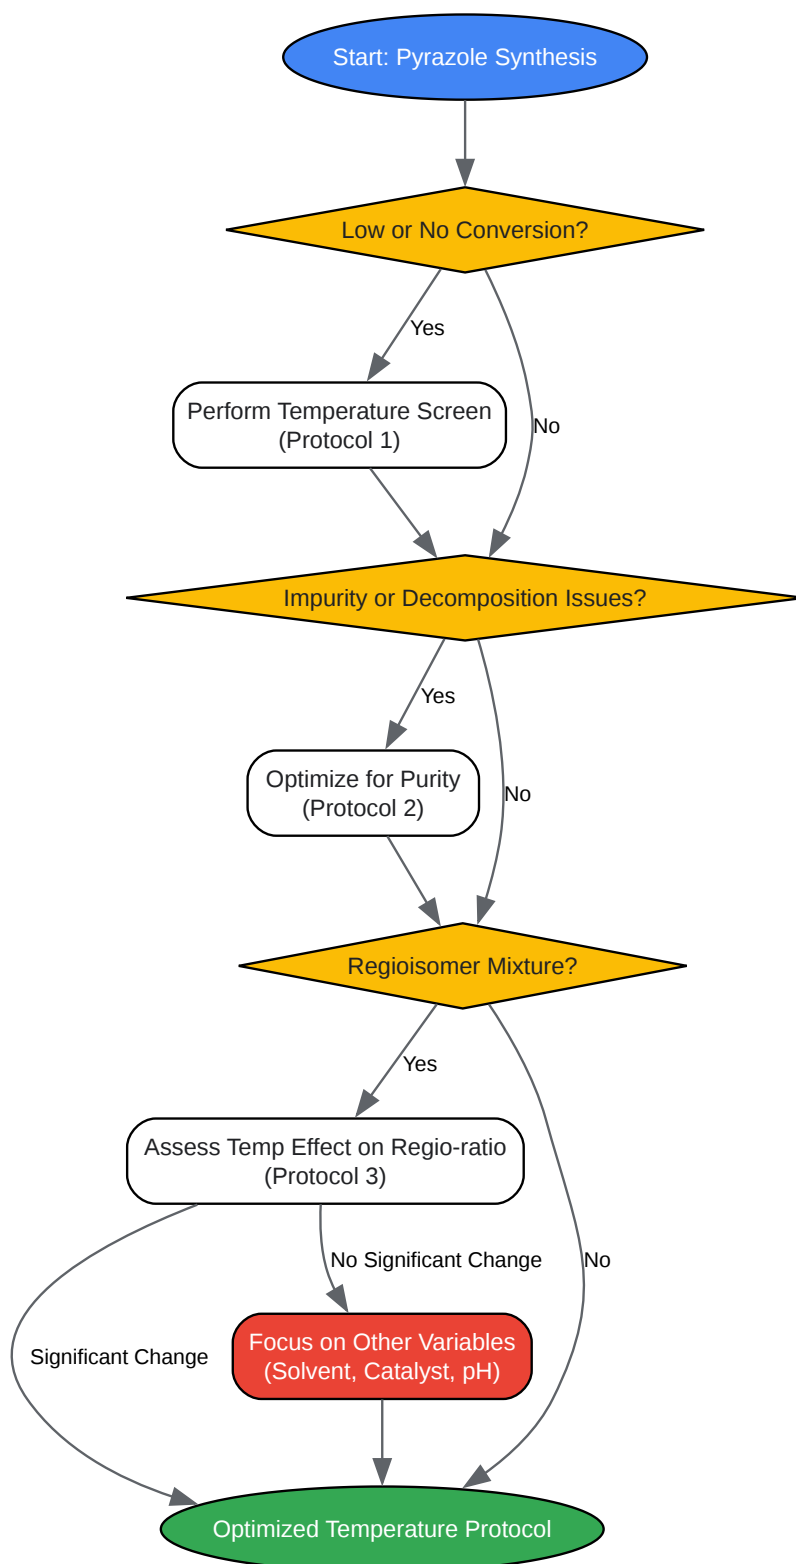 Start: Pyrazole Synthesis
Low or No Conversion?
Yes
Perform Temperature Screen
(Protocol 1)
No
Impurity or Decomposition Issues?
Yes
Optimize for Purity
(Protocol 2)
No
Regioisomer Mixture?
Yes
Assess Temp Effect on Regio-ratio
(Protocol 3)
No Significant Change
No
Significant Change
Focus on Other Variables
(Solvent, Catalyst, pH)
Optimized Temperature Protocol